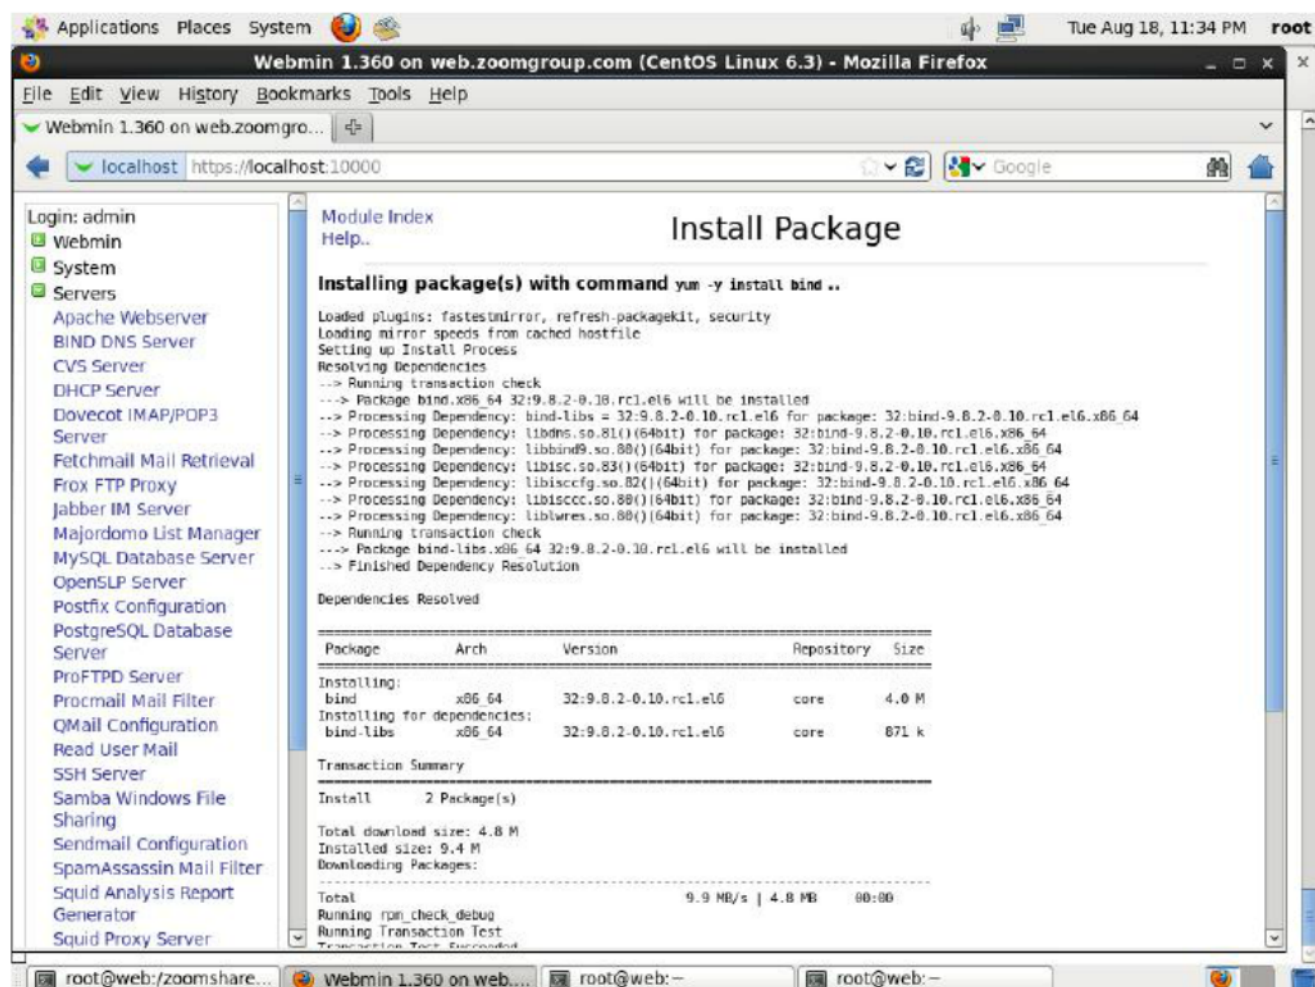 Applications Places System Tue Aug 18, 11:34 PM root
Webmin 1.360 on web.zoomgroup.com (CentOS Linux 6.3) - Mozilla Firefox
File Edit View History Bookmarks Tools Help
Webmin 1.360 on web.zoomgro...
localhost https://localhost:10000 Google
Login: admin
Webmin
System
Servers
Apache Webserver
BIND DNS Server
CVS Server
DHCP Server
Dovecot IMAP/POP3
Server
Fetchmail Mail Retrieval
Frox FTP Proxy
Jabber IM Server
Majordomo List Manager
MySQL Database Server
OpenSLP Server
Postfix Configuration
PostgreSQL Database
Server
ProFTPD Server
Procmail Mail Filter
QMail Configuration
Read User Mail
SSH Server
Samba Windows File
Sharing
Sendmail Configuration
SpamAssassin Mail Filter
Squid Analysis Report
Generator
Squid Proxy Server
Module Index
Help..
Install Package
Installing package(s) with command yum -y install bind ..
Loaded plugins: fastestmirror, refresh-packagekit, security
Loading mirror speeds from cached hostfile
Setting up Install Process
Resolving Dependencies
--> Running transaction check
---> Package bind.x86_64 32:9.8.2-0.10.rc1.el6 will be installed
--> Processing Dependency: bind-libs = 32:9.8.2-0.10.rc1.el6 for package: 32:bind-9.8.2-0.10.rc1.el6.x86_64
--> Processing Dependency: libdns.so.81()(64bit) for package: 32:bind-9.8.2-0.10.rc1.el6.x86_64
--> Processing Dependency: libbind9.so.80()(64bit) for package: 32:bind-9.8.2-0.10.rc1.el6.x86_64
--> Processing Dependency: libisc.so.83()(64bit) for package: 32:bind-9.8.2-0.10.rc1.el6.x86_64
--> Processing Dependency: libisccfg.so.82()(64bit) for package: 32:bind-9.8.2-0.10.rc1.el6.x86_64
--> Processing Dependency: libisccc.so.80()(64bit) for package: 32:bind-9.8.2-0.10.rc1.el6.x86_64
--> Processing Dependency: liblwres.so.80()(64bit) for package: 32:bind-9.8.2-0.10.rc1.el6.x86_64
--> Running transaction check
---> Package bind-libs.x86_64 32:9.8.2-0.10.rc1.el6 will be installed
--> Finished Dependency Resolution
Dependencies Resolved
Package Arch Version Repository Size
Installing:
bind x86_64 32:9.8.2-0.10.rc1.el6 core 4.0 M
Installing for dependencies:
bind-libs x86_64 32:9.8.2-0.10.rc1.el6 core 871 k
Transaction Summary
Install 2 Package(s)
Total download size: 4.8 M
Installed size: 9.4 M
Downloading Packages:
Total 9.9 MB/s | 4.8 MB 00:00
Running rpm_check_debug
Running Transaction Test
Transaction Test Succeeded
root@web:/zoomshare... Webmin 1.360 on web.... root@web:~ root@web:~